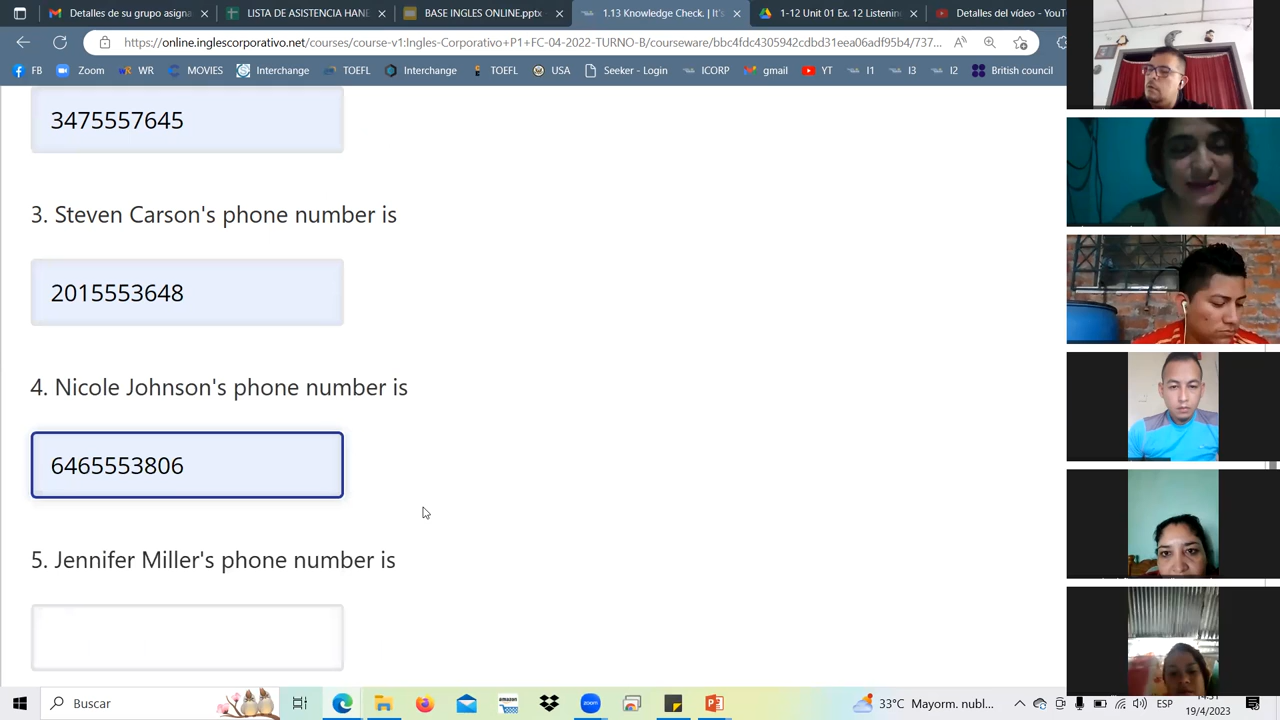 Detalles de su grupo asigna
LISTA DE ASISTENCIA HANE
BASE INGLES ONLINE.pptx
1.13 Knowledge Check. | It's
1-12 Unit 01 Ex. 12 Listenin
Detalles del vídeo - YouT
https://online.inglescorporativo.net/courses/course-v1:Ingles-Corporativo+P1+FC-04-2022-TURNO-B/courseware/bbc4fdc4305942cdbd31eea06adf95b4/737...
FB
Zoom
WR
MOVIES
Interchange
TOEFL
Interchange
TOEFL
USA
Seeker - Login
ICORP
gmail
YT
I1
I3
I2
British council
3475557645
3. Steven Carson's phone number is
2015553648
4. Nicole Johnson's phone number is
6465553806
5. Jennifer Miller's phone number is
Buscar
amazon
zoom
33°C Mayorm. nubl...
ESP
19/4/2023